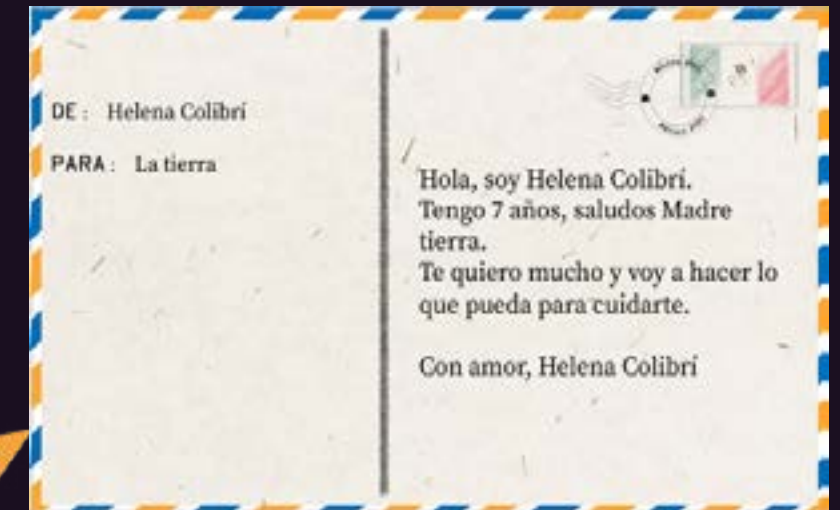 DE : Helena Colibrí
PARA : La tierra
Hola, soy Helena Colibrí.
Tengo 7 años, saludos Madre
tierra.
Te quiero mucho y voy a hacer lo
que pueda para cuidarte.
Con amor, Helena Colibrí